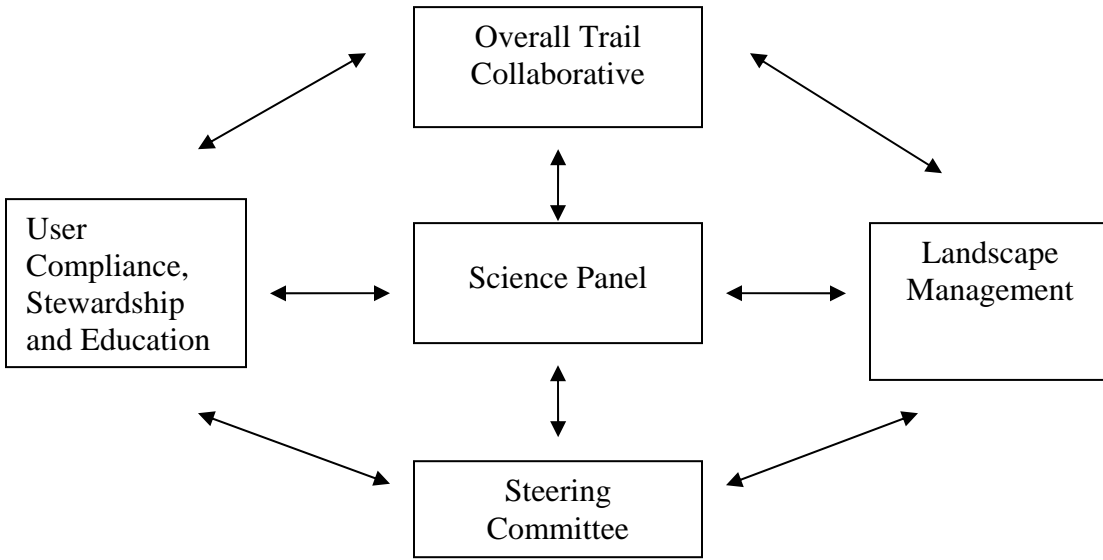 Overall Trail
Collaborative
User
Compliance,
Stewardship
and Education
Science Panel
Landscape
Management
Steering
Committee